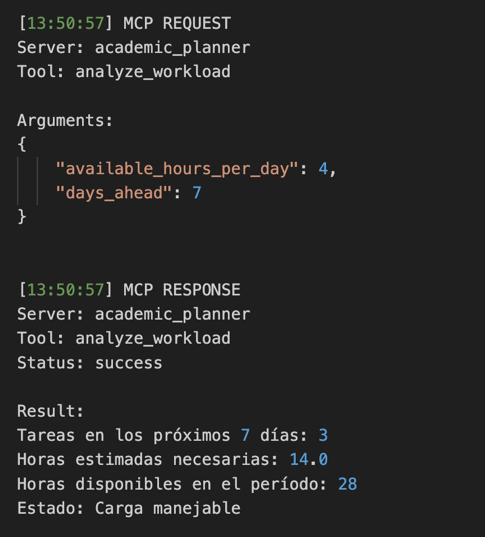 [13:50:57] MCP REQUEST
Server: academic_planner
Tool: analyze_workload
Arguments:
{
"available_hours_per_day": 4,
"days_ahead": 7
}
[13:50:57] MCP RESPONSE
Server: academic_planner
Tool: analyze_workload
Status: success
Result:
Tareas en los próximos 7 días: 3
Horas estimadas necesarias: 14.0
Horas disponibles en el período: 28
Estado: Carga manejable